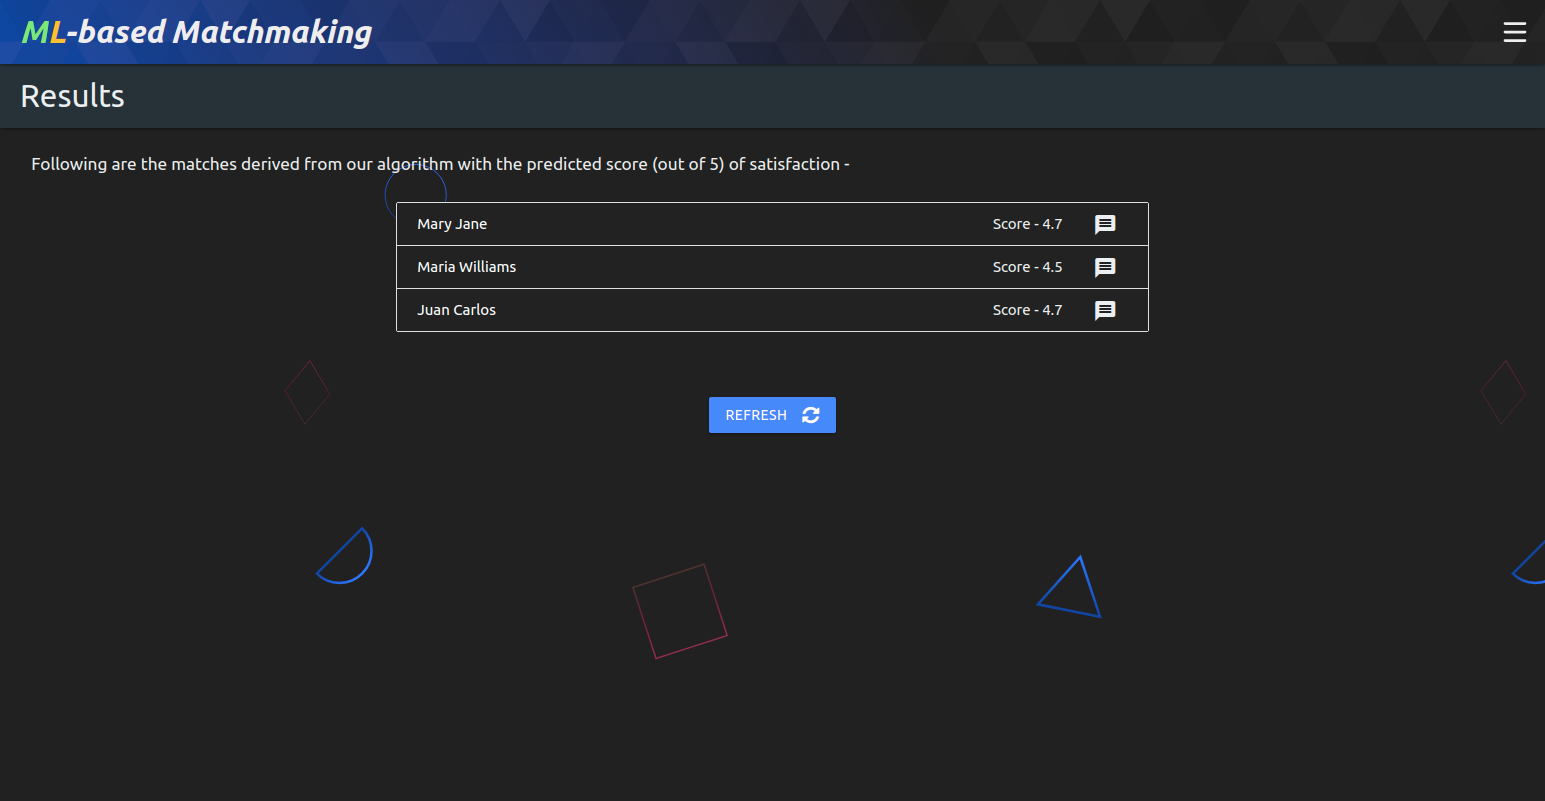 ML-based Matchmaking
Results
Following are the matches derived from our algorithm with the predicted score (out of 5) of satisfaction -
Mary Jane Score - 4.7
Maria Williams Score - 4.5
Juan Carlos Score - 4.7
REFRESH